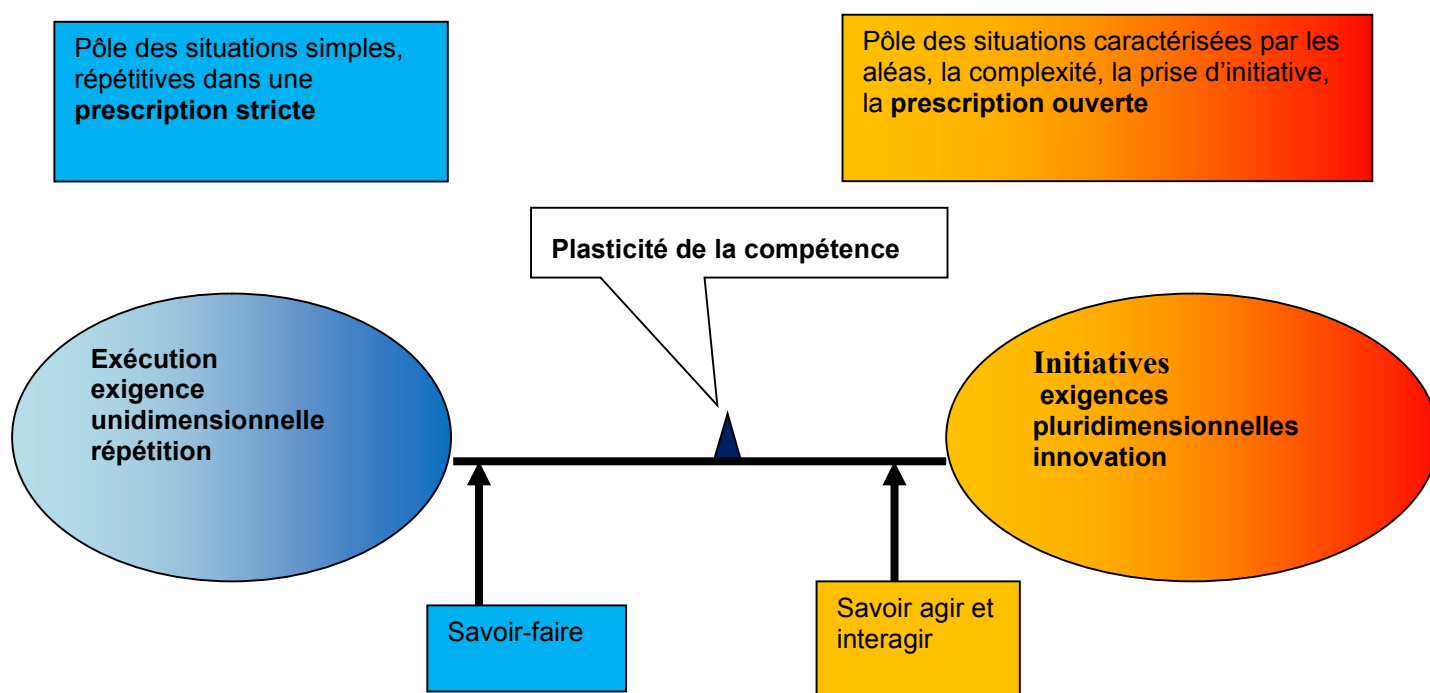 Pôle des situations simples,
répétitives dans une
prescription stricte
Pôle des situations caractérisées par les
aléas, la complexité, la prise d’initiative,
la prescription ouverte
Plasticité de la compétence
Exécution
exigence
unidimensionnelle
répétition
Initiatives
exigences
pluridimensionnelles
innovation
Savoir-faire
Savoir agir et
interagir